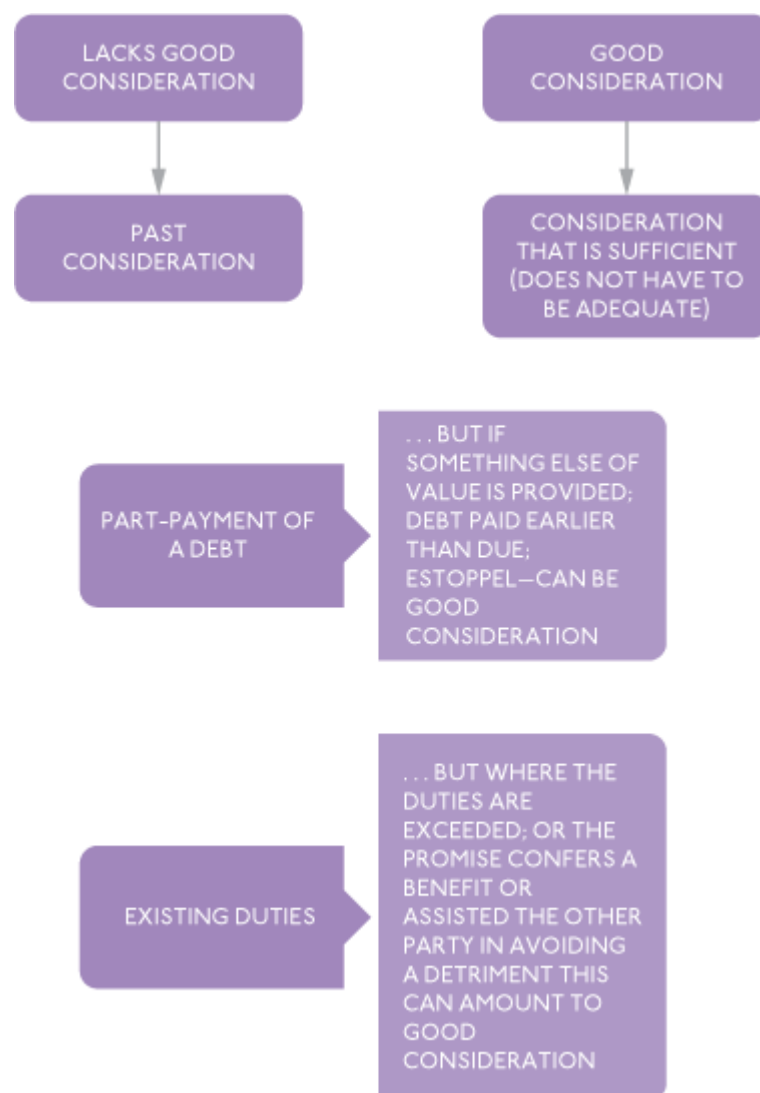 LACKS GOOD
CONSIDERATION
GOOD
CONSIDERATION
PAST
CONSIDERATION
CONSIDERATION
THAT IS SUFFICIENT
(DOES NOT HAVE TO
BE ADEQUATE)
PART-PAYMENT OF
A DEBT
...BUT IF
SOMETHING ELSE OF
VALUE IS PROVIDED;
DEBT PAID EARLIER
THAN DUE;
ESTOPPEL—CAN BE
GOOD
CONSIDERATION
EXISTING DUTIES
...BUT WHERE THE
DUTIES ARE
EXCEEDED; OR THE
PROMISE CONFERS A
BENEFIT OR
ASSISTED THE OTHER
PARTY IN AVOIDING
A DETRIMENT THIS
CAN AMOUNT TO
GOOD
CONSIDERATION